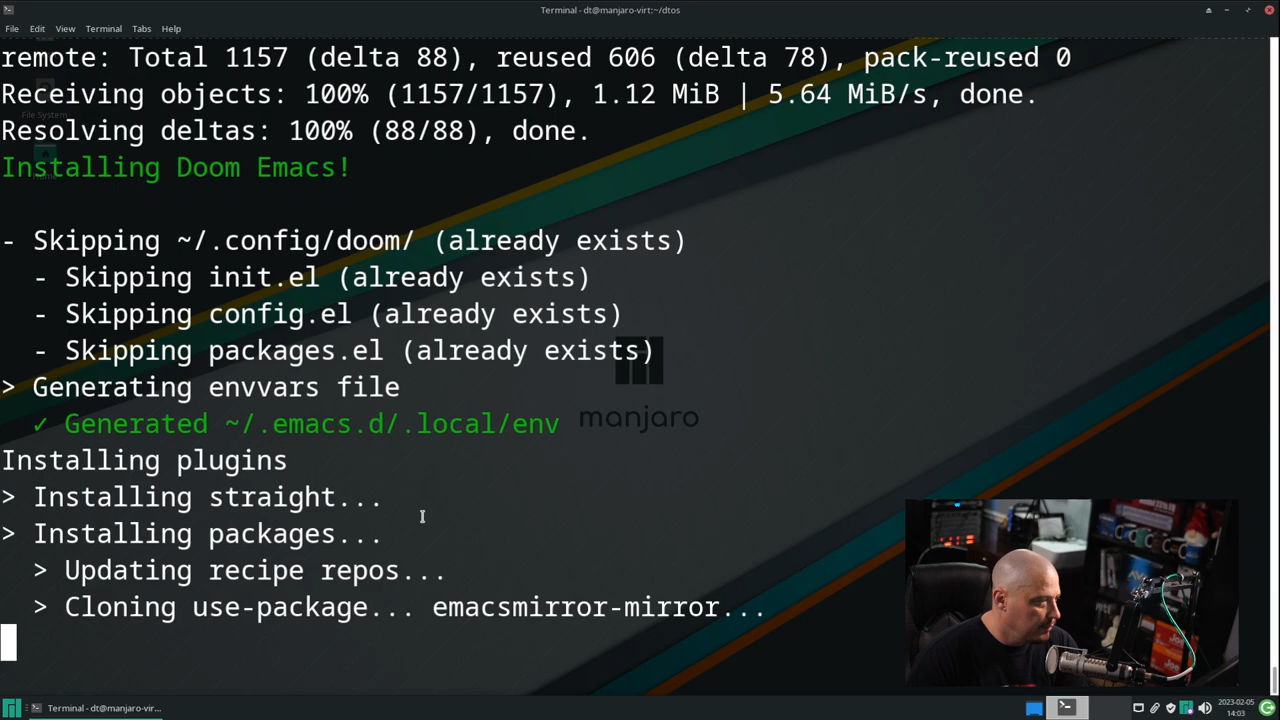 Terminal - dt@manjaro-virt:~/dtos
File Edit View Terminal Tabs Help
remote: Total 1157 (delta 88), reused 606 (delta 78), pack-reused 0
Receiving objects: 100% (1157/1157), 1.12 MiB | 5.64 MiB/s, done.
File System
Resolving deltas: 100% (88/88), done.
Installing Doom Emacs!
- Skipping ~/.config/doom/ (already exists)
- Skipping init.el (already exists)
- Skipping config.el (already exists)
- Skipping packages.el (already exists)
> Generating envvars file
✓ Generated ~/.emacs.d/.local/env
manjaro
Installing plugins
> Installing straight...
> Installing packages...
> Updating recipe repos...
> Cloning use-package... emacsmirror-mirror...
Terminal - dt@manjaro-vir...
2023-02-05
14:03